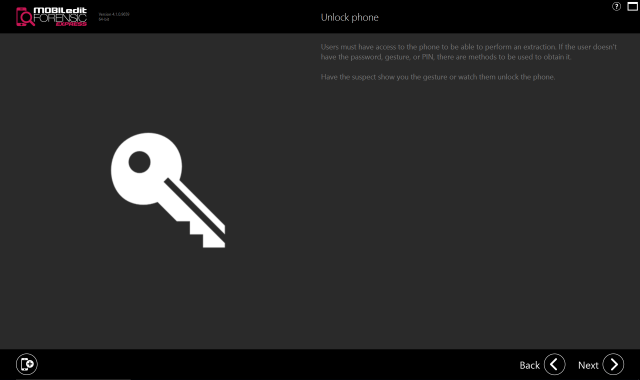 MOBILedit
FORENSIC
EXPRESS
64-bit
Unlock phone
?
Users must have access to the phone to be able to perform an extraction. If the user doesn't
have the password, gesture, or PIN, there are methods to be used to obtain it.
Have the suspect show you the gesture or watch them unlock the phone.
Back
Next